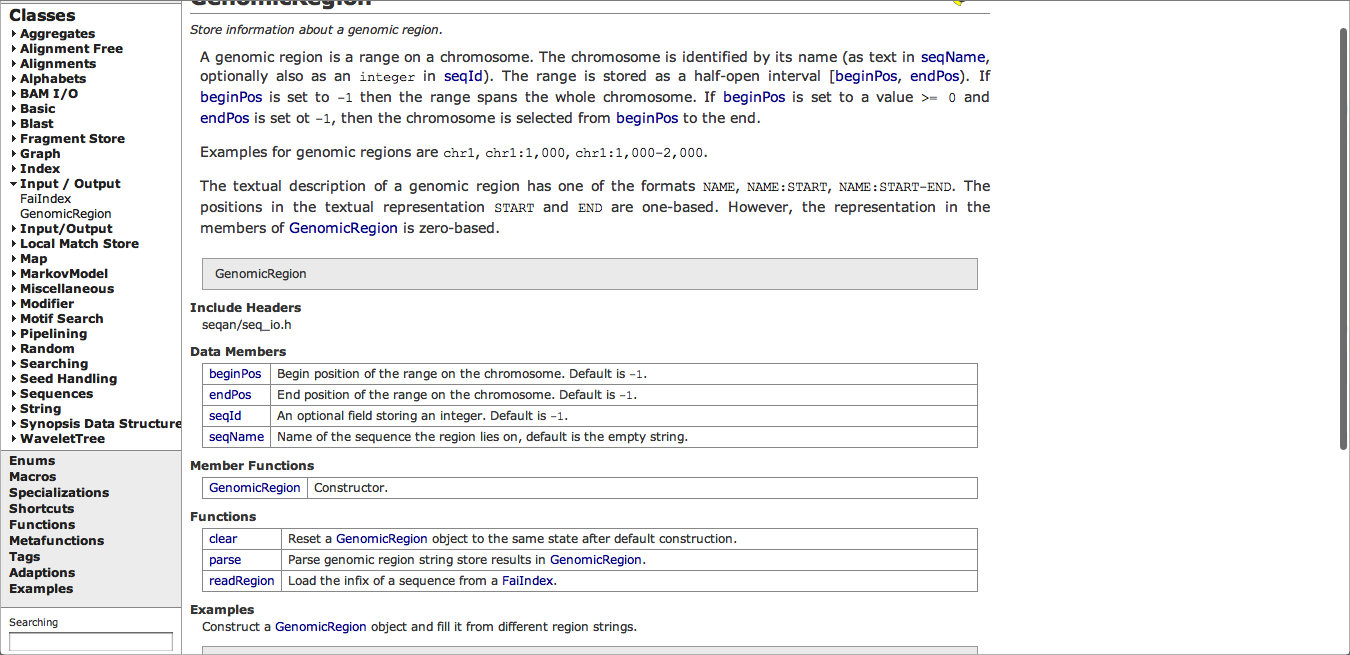 Classes
Aggregates
Alignment Free
Alignments
Alphabets
BAM I/O
Basic
Blast
Fragment Store
Graph
Index
Input / Output
FaiIndex
GenomicRegion
Input/Output
Local Match Store
Map
MarkovModel
Miscellaneous
Modifier
Motif Search
Pipelining
Random
Searching
Seed Handling
Sequences
String
Synopsis Data Structure
WaveletTree
Enums
Macros
Specializations
Shortcuts
Functions
Metafunctions
Tags
Adaptions
Examples
Searching
GenomicRegion
Store information about a genomic region.
A genomic region is a range on a chromosome. The chromosome is identified by its name (as text in seqName,
optionally also as an integer in seqId). The range is stored as a half-open interval [beginPos, endPos). If
beginPos is set to -1 then the range spans the whole chromosome. If beginPos is set to a value >= 0 and
endPos is set ot -1, then the chromosome is selected from beginPos to the end.
Examples for genomic regions are chr1, chr1:1,000, chr1:1,000-2,000.
The textual description of a genomic region has one of the formats NAME, NAME:START, NAME:START-END. The
positions in the textual representation START and END are one-based. However, the representation in the
members of GenomicRegion is zero-based.
GenomicRegion
Include Headers
seqan/seq_io.h
Data Members
beginPos Begin position of the range on the chromosome. Default is -1.
endPos End position of the range on the chromosome. Default is -1.
seqId An optional field storing an integer. Default is -1.
seqName Name of the sequence the region lies on, default is the empty string.
Member Functions
GenomicRegion Constructor.
Functions
clear Reset a GenomicRegion object to the same state after default construction.
parse Parse genomic region string store results in GenomicRegion.
readRegion Load the infix of a sequence from a FaiIndex.
Examples
Construct a GenomicRegion object and fill it from different region strings.